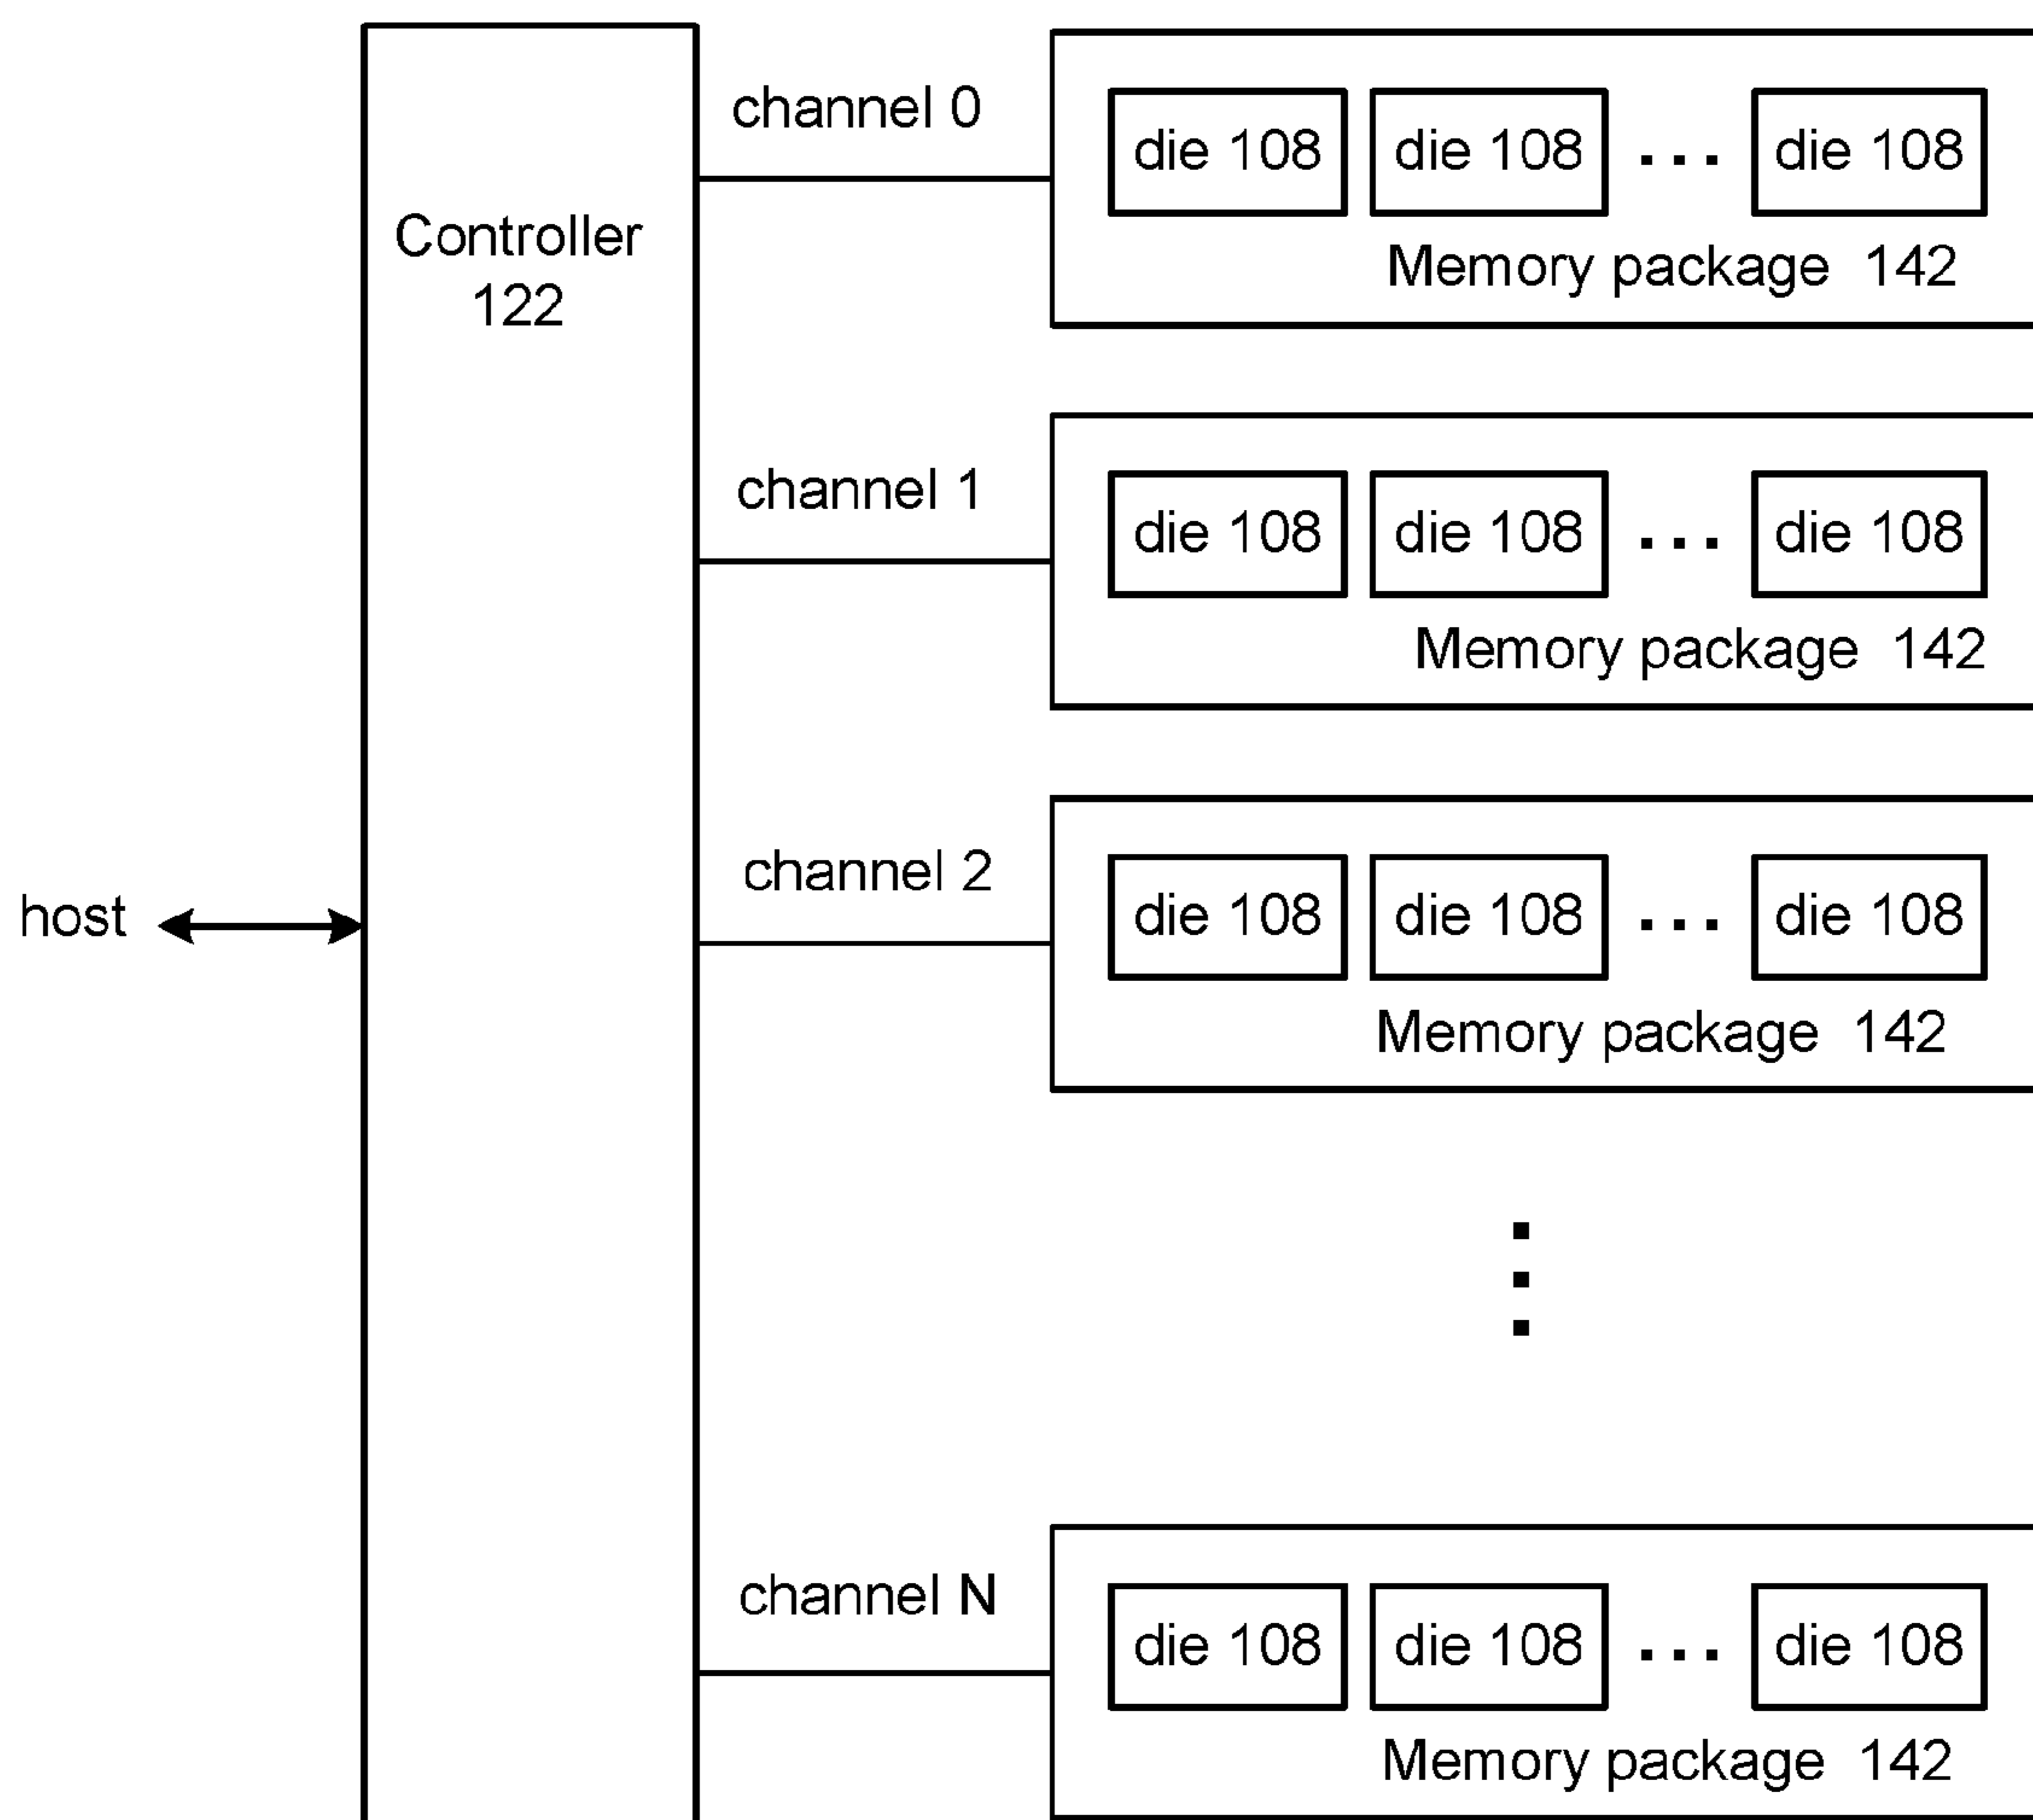 channel 0
die 108 die 108 ... die 108
Controller
122
Memory package 142
channel 1
die 108 die 108 ... die 108
Memory package 142
channel 2
die 108 die 108 ... die 108
host
Memory package 142
channel N
die 108 die 108 ... die 108
Memory package 142